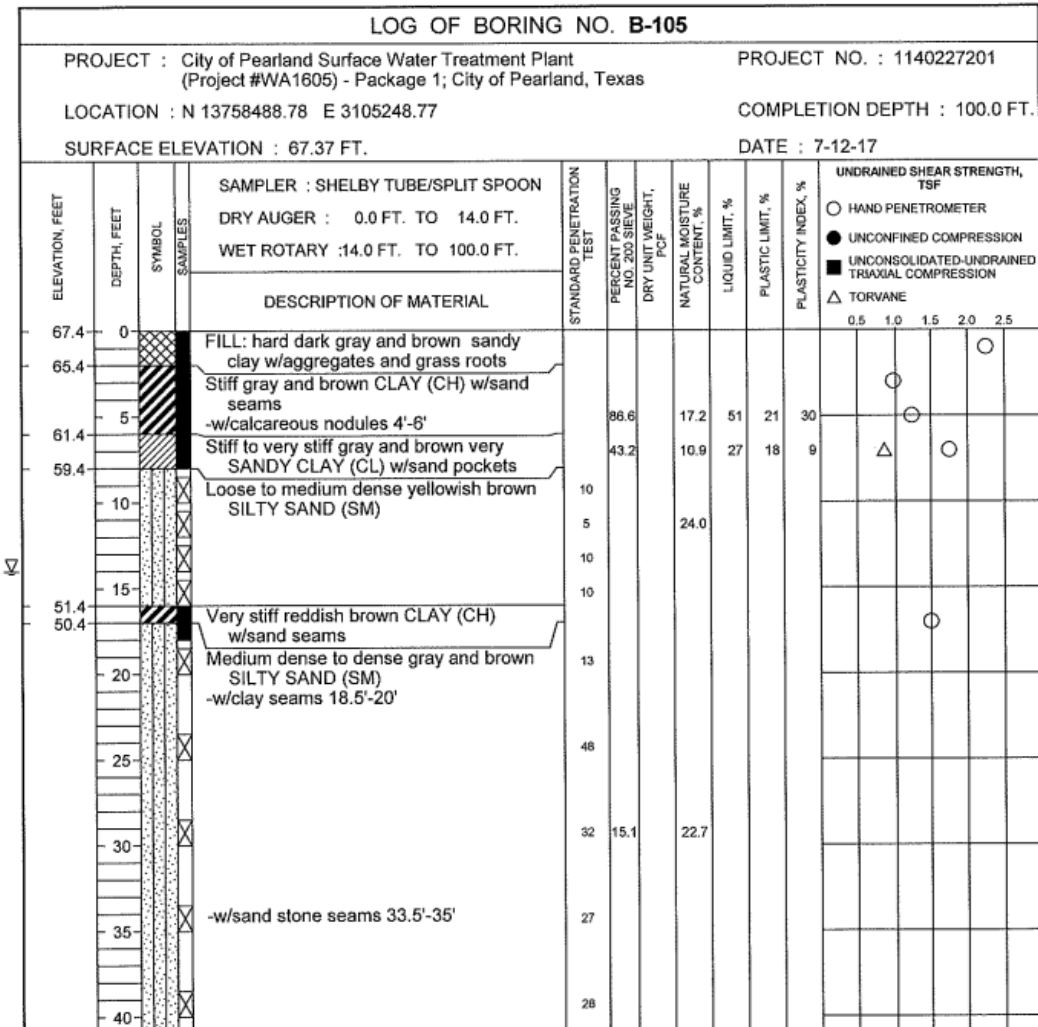 LOG OF BORING NO. B-105
PROJECT : City of Pearland Surface Water Treatment Plant
(Project #WA1605) - Package 1; City of Pearland, Texas
PROJECT NO. : 1140227201
LOCATION : N 13758488.78 E 3105248.77
COMPLETION DEPTH : 100.0 FT.
SURFACE ELEVATION : 67.37 FT.
DATE : 7-12-17
ELEVATION, FEET
DEPTH, FEET
SYMBOL
SAMPLES
SAMPLER : SHELBY TUBE/SPLIT SPOON
DRY AUGER : 0.0 FT. TO 14.0 FT.
WET ROTARY :14.0 FT. TO 100.0 FT.
DESCRIPTION OF MATERIAL
STANDARD PENETRATION
TEST
PERCENT PASSING
NO. 200 SIEVE
DRY UNIT WEIGHT,
PCF
NATURAL MOISTURE
CONTENT, %
LIQUID LIMIT, %
PLASTIC LIMIT, %
PLASTICITY INDEX, %
UNDRAINED SHEAR STRENGTH,
TSF
HAND PENETROMETER
UNCONFINED COMPRESSION
UNCONSOLIDATED-UNDRAINED
TRIAXIAL COMPRESSION
TORVANE
0.5 1.0 1.5 2.0 2.5
67.4 0
FILL: hard dark gray and brown sandy
clay w/aggregates and grass roots
65.4
Stiff gray and brown CLAY (CH) w/sand
seams
-w/calcareous nodules 4'-6'
5 86.6 17.2 51 21 30
61.4
Stiff to very stiff gray and brown very
SANDY CLAY (CL) w/sand pockets
43.2 10.9 27 18 9
59.4
Loose to medium dense yellowish brown
SILTY SAND (SM)
10
10
5 24.0
10
15 10
51.4
50.4
Very stiff reddish brown CLAY (CH)
w/sand seams
Medium dense to dense gray and brown
SILTY SAND (SM)
-w/clay seams 18.5'-20'
13
20
48
25
32 15.1 22.7
30
-w/sand stone seams 33.5'-35'
27
35
28
40